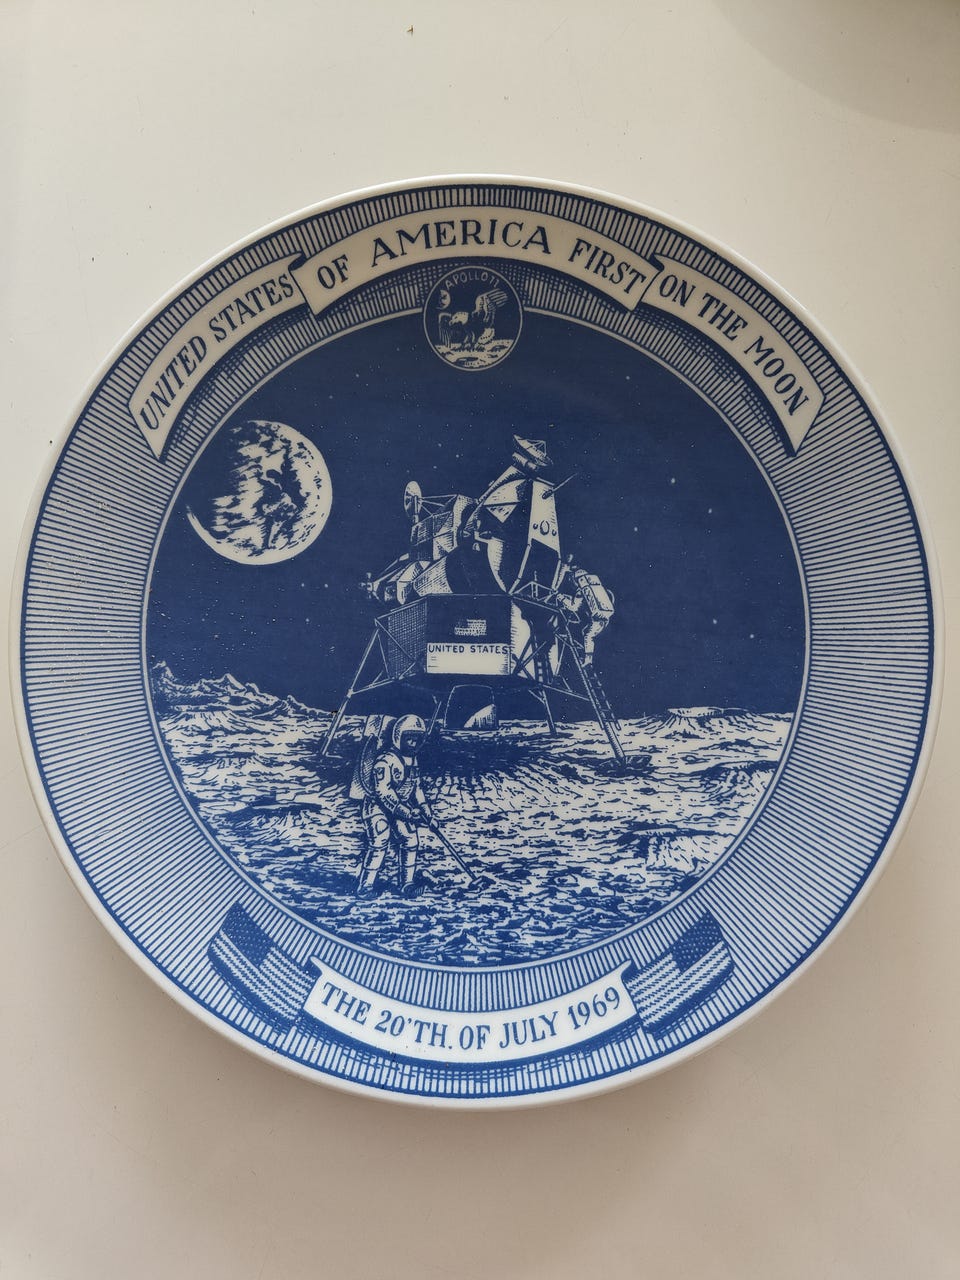 UNITED STATES OF AMERICA FIRST ON THE MOON
APOLLO 11
UNITED STATES
THE 20'TH. OF JULY 1969